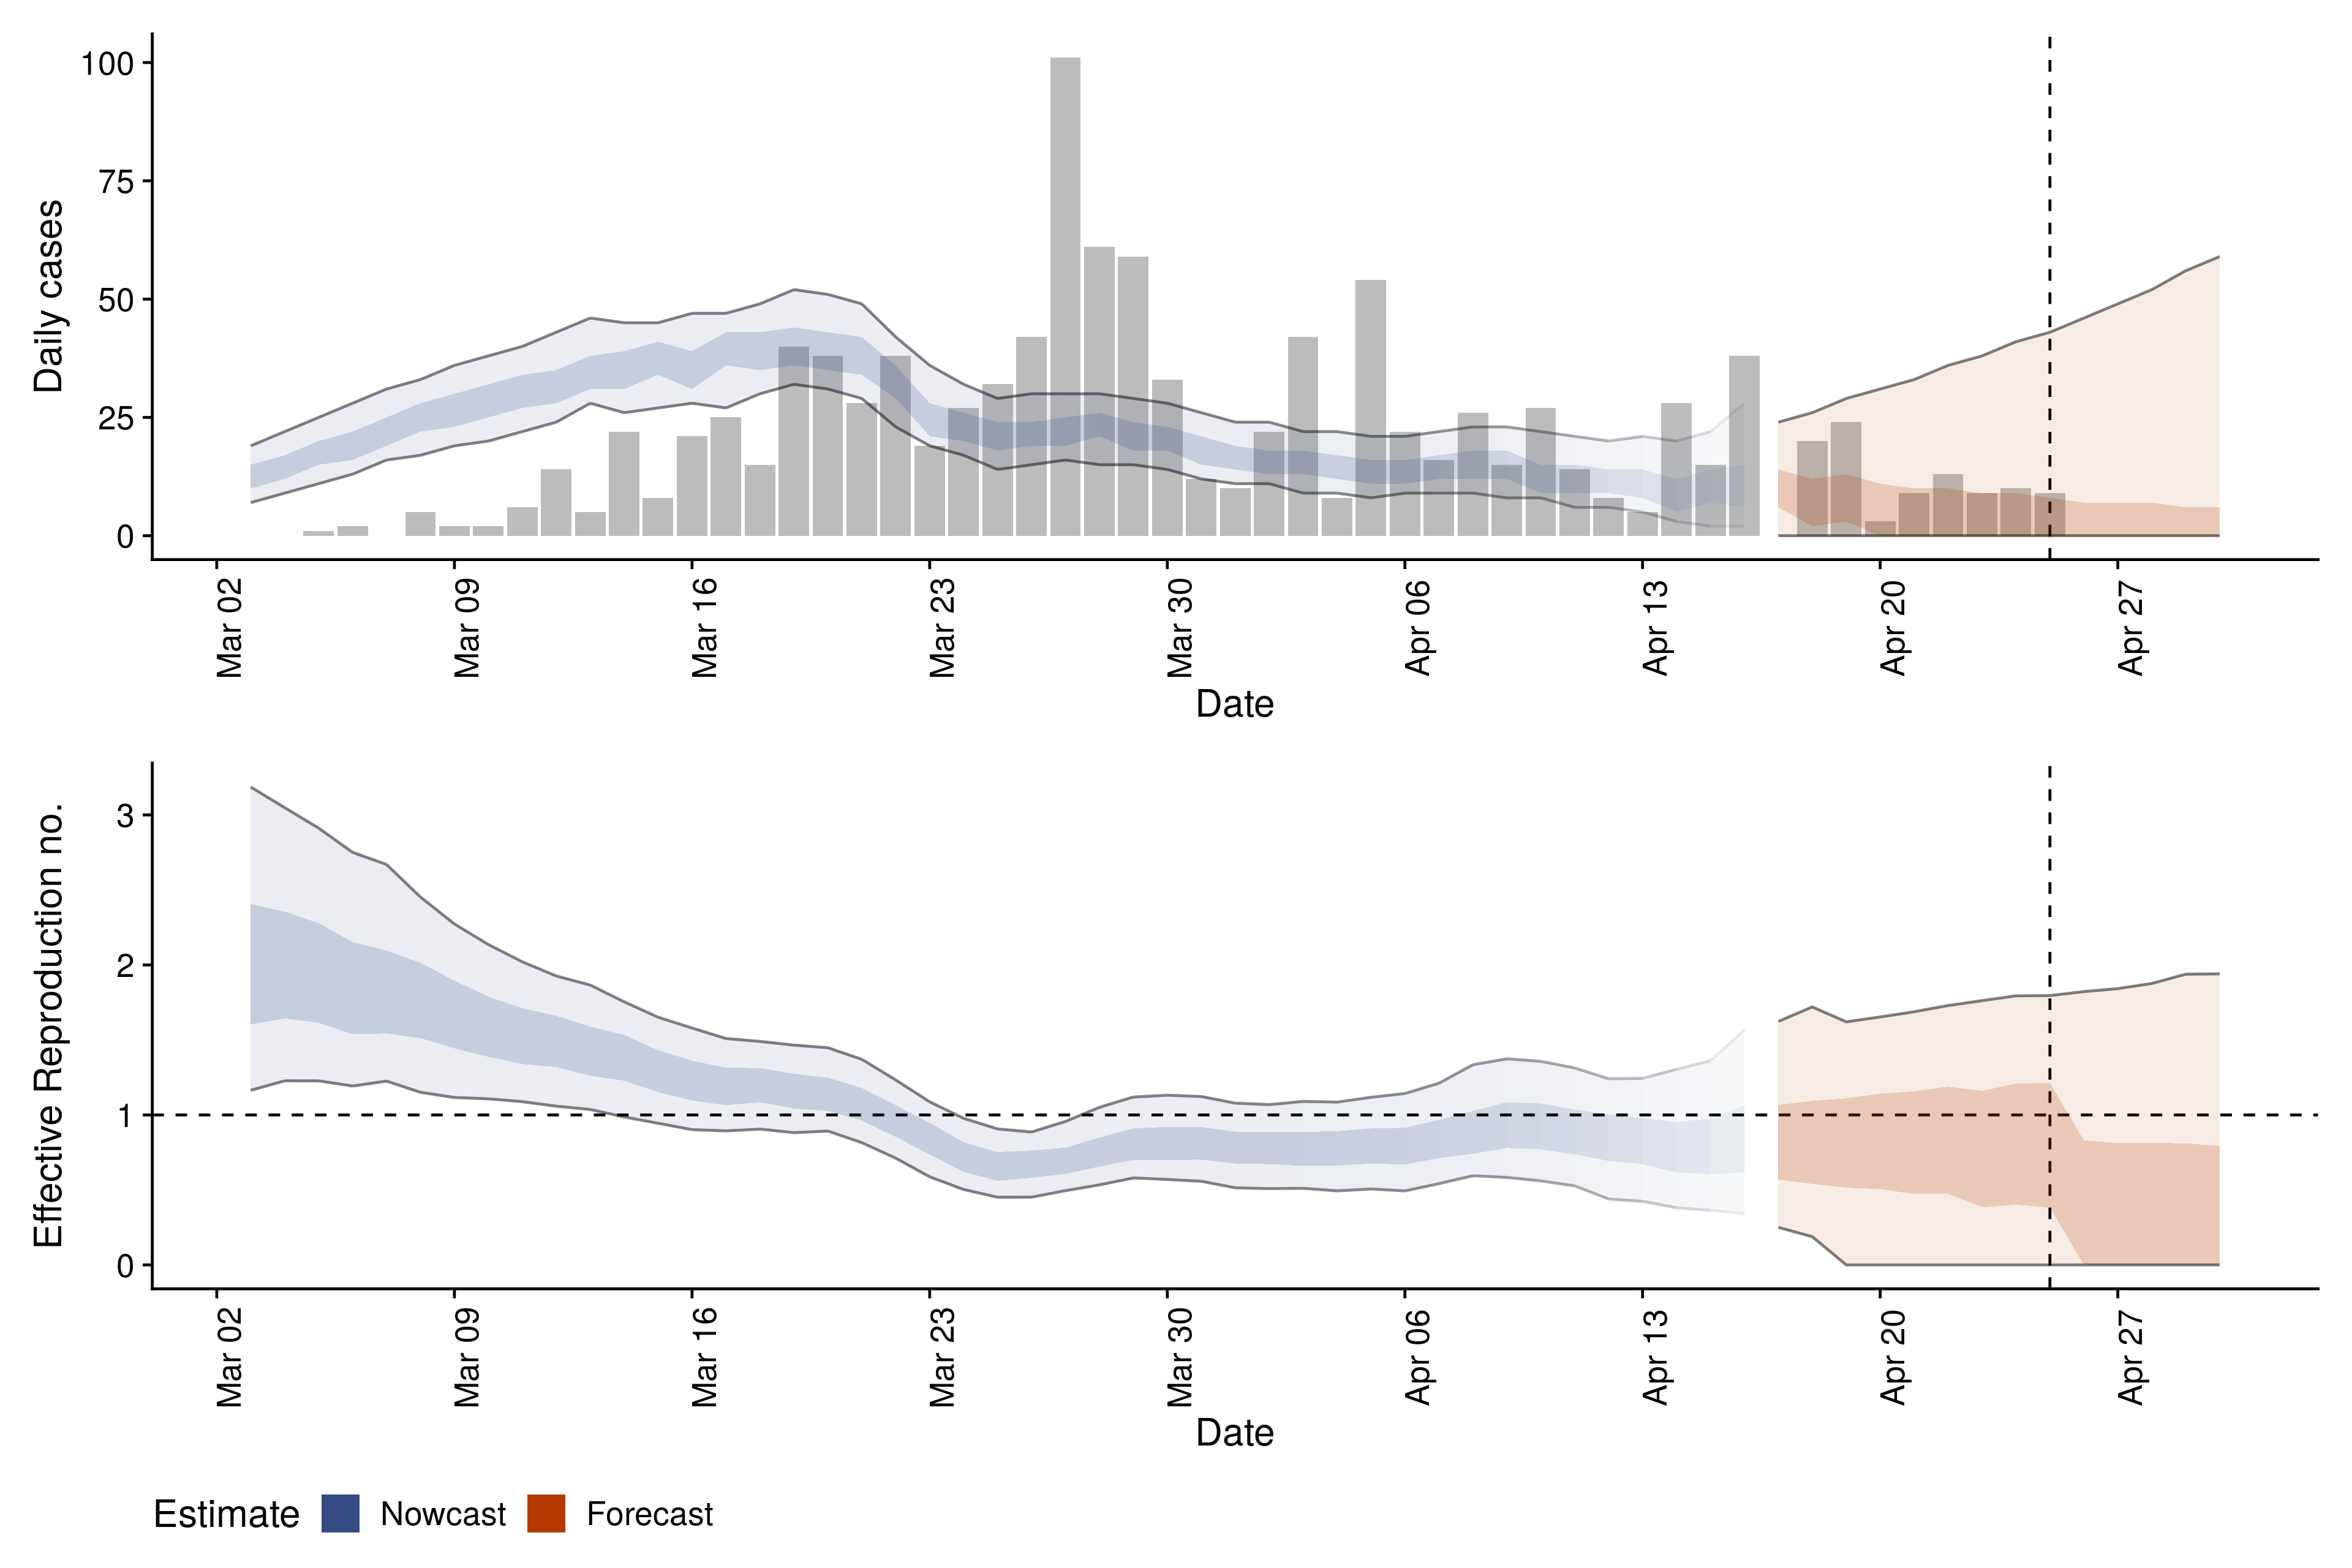 Daily cases
100
75
50
25
0
Mar 02 Mar 09 Mar 16 Mar 23 Mar 30 Apr 06 Apr 13 Apr 20 Apr 27
Date
Effective Reproduction no.
3
2
1
0
Mar 02 Mar 09 Mar 16 Mar 23 Mar 30 Apr 06 Apr 13 Apr 20 Apr 27
Date
Estimate Nowcast Forecast